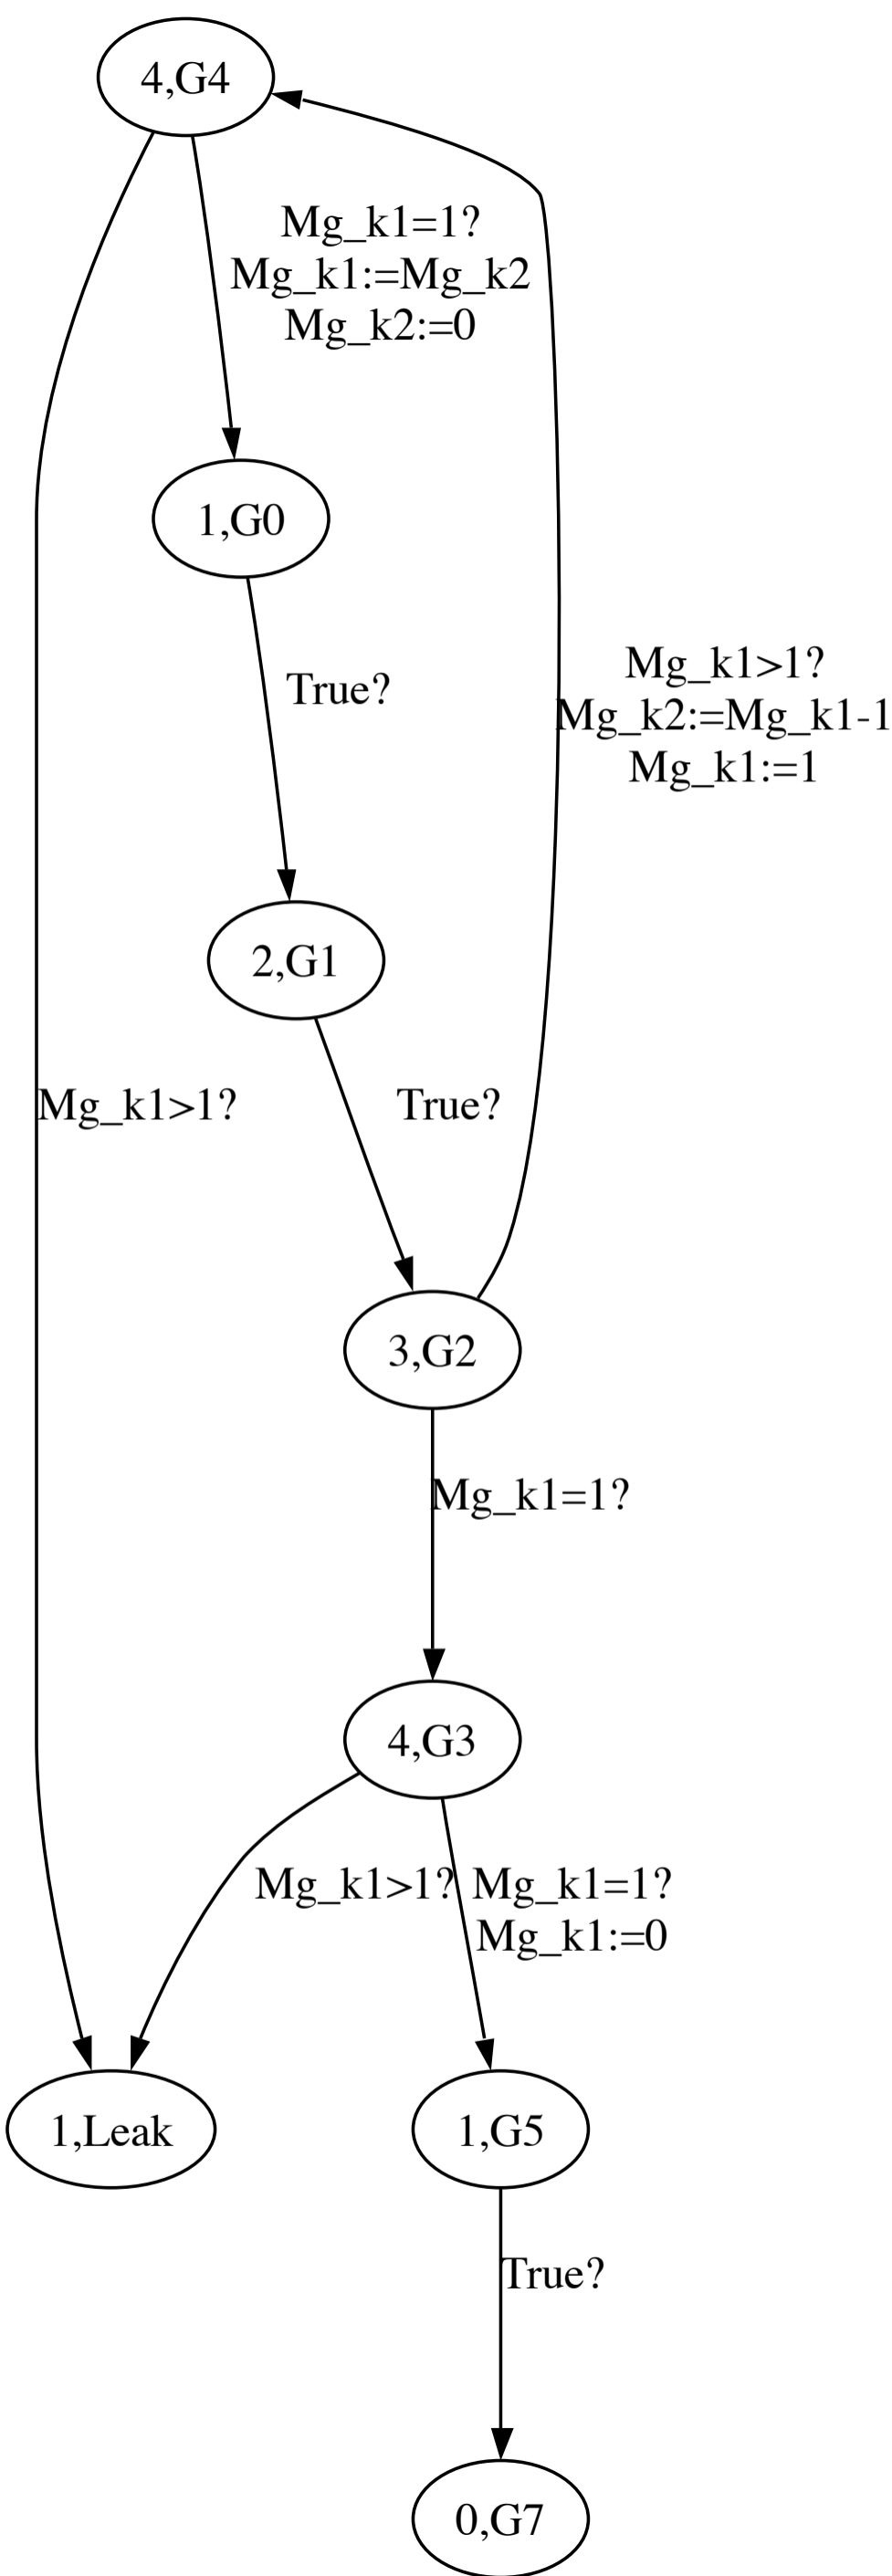 4,G4
Mg_k1=1?
Mg_k1:=Mg_k2
Mg_k2:=0
1,G0
True?
Mg_k1>1?
Mg_k2:=Mg_k1-1
Mg_k1:=1
2,G1
Mg_k1>1?
True?
3,G2
Mg_k1=1?
4,G3
Mg_k1>1?
Mg_k1=1?
Mg_k1:=0
1,Leak
1,G5
True?
0,G7